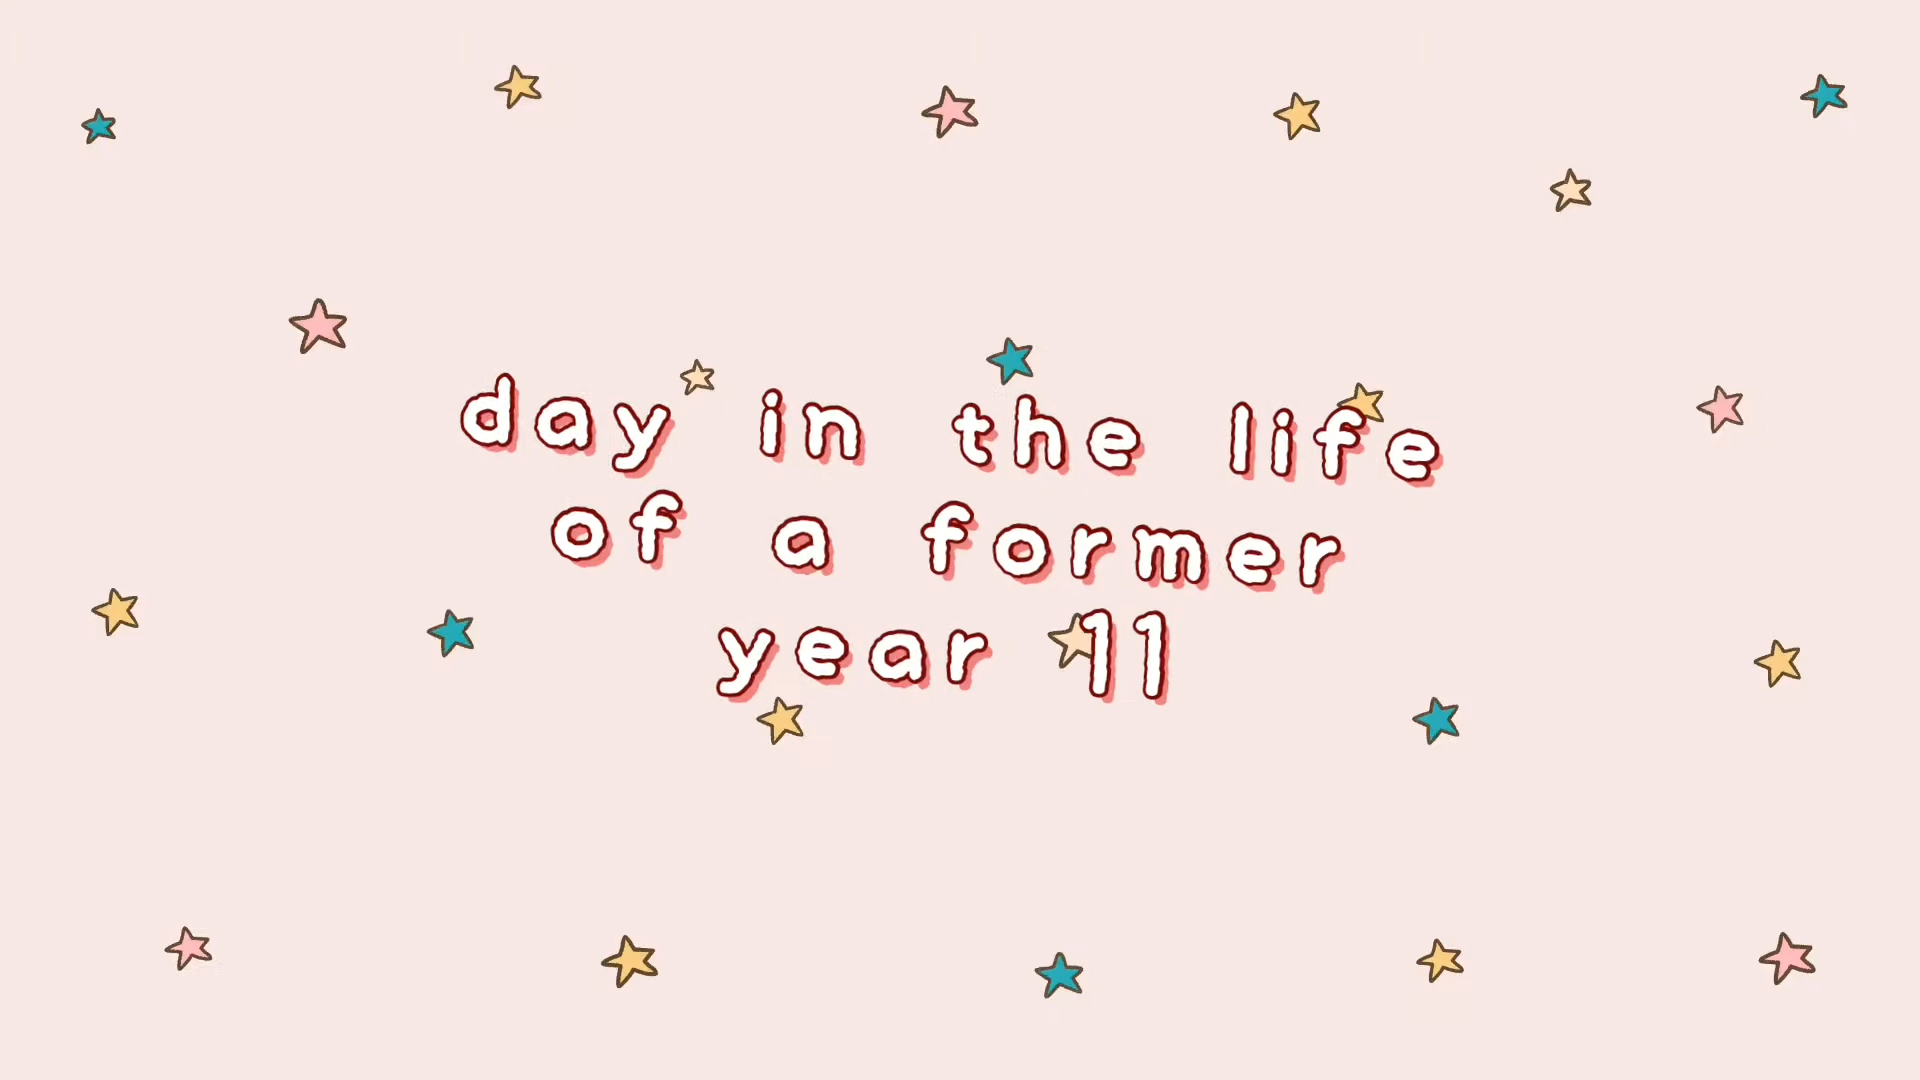 day in the life
of a former
year 11